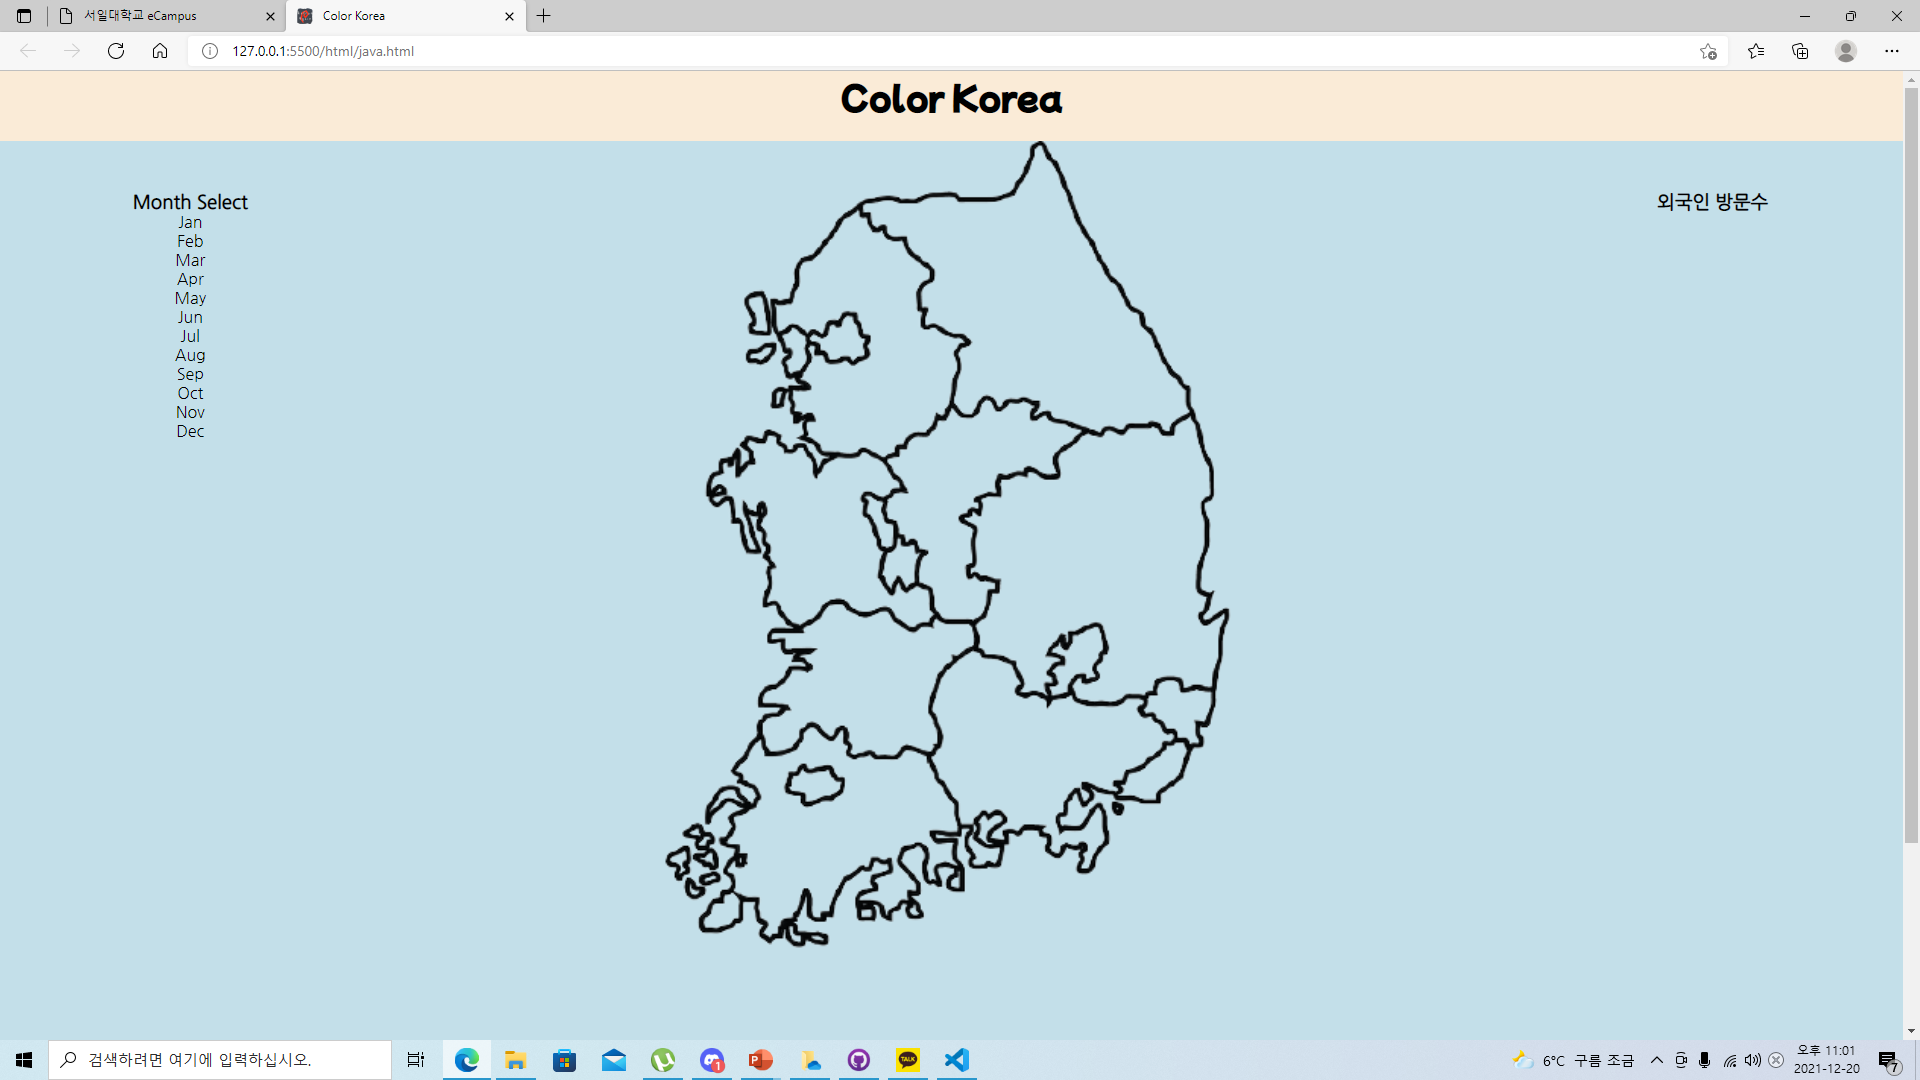 서일대학교 eCampus
Color Korea
127.0.0.1:5500/html/java.html
Color Korea
Month Select
Jan
Feb
Mar
Apr
May
Jun
Jul
Aug
Sep
Oct
Nov
Dec
외국인 방문수
검색하려면 여기에 입력하십시오.
1
P
TALK
6°C 구름 조금
오후 11:01
2021-12-20
7